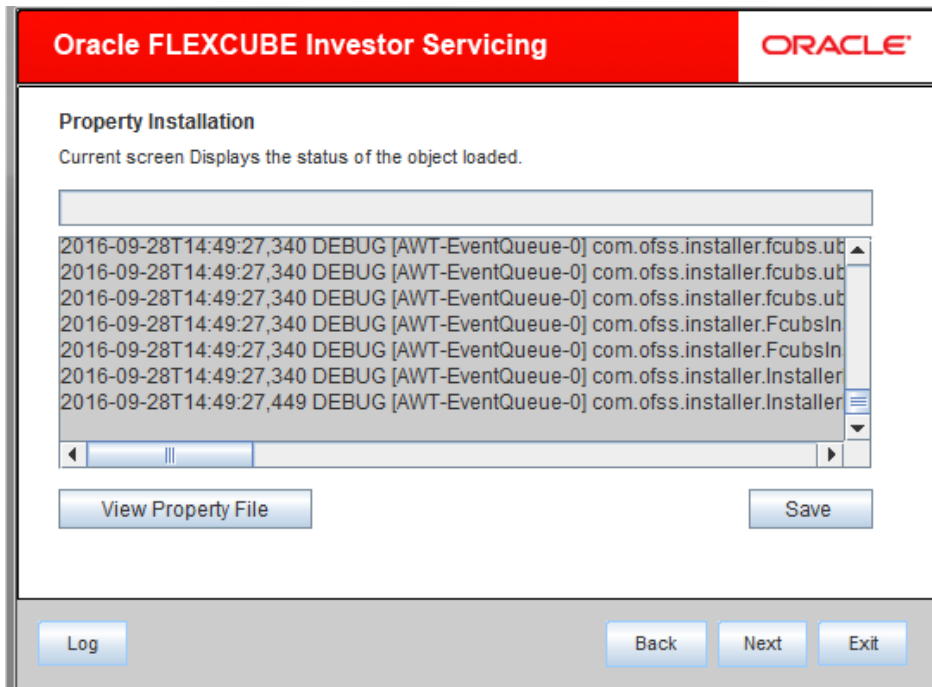 Oracle FLEXCUBE Investor Servicing
ORACLE
Property Installation
Current screen Displays the status of the object loaded.
2016-09-28T14:49:27,340 DEBUG [AWT-EventQueue-0] com.ofss.installer.fcubs.ub
2016-09-28T14:49:27,340 DEBUG [AWT-EventQueue-0] com.ofss.installer.fcubs.ub
2016-09-28T14:49:27,340 DEBUG [AWT-EventQueue-0] com.ofss.installer.fcubs.ub
2016-09-28T14:49:27,340 DEBUG [AWT-EventQueue-0] com.ofss.installer.FcubsIn
2016-09-28T14:49:27,340 DEBUG [AWT-EventQueue-0] com.ofss.installer.FcubsIn
2016-09-28T14:49:27,340 DEBUG [AWT-EventQueue-0] com.ofss.installer.Installer
2016-09-28T14:49:27,449 DEBUG [AWT-EventQueue-0] com.ofss.installer.Installer
View Property File
Save
Log
Back
Next
Exit